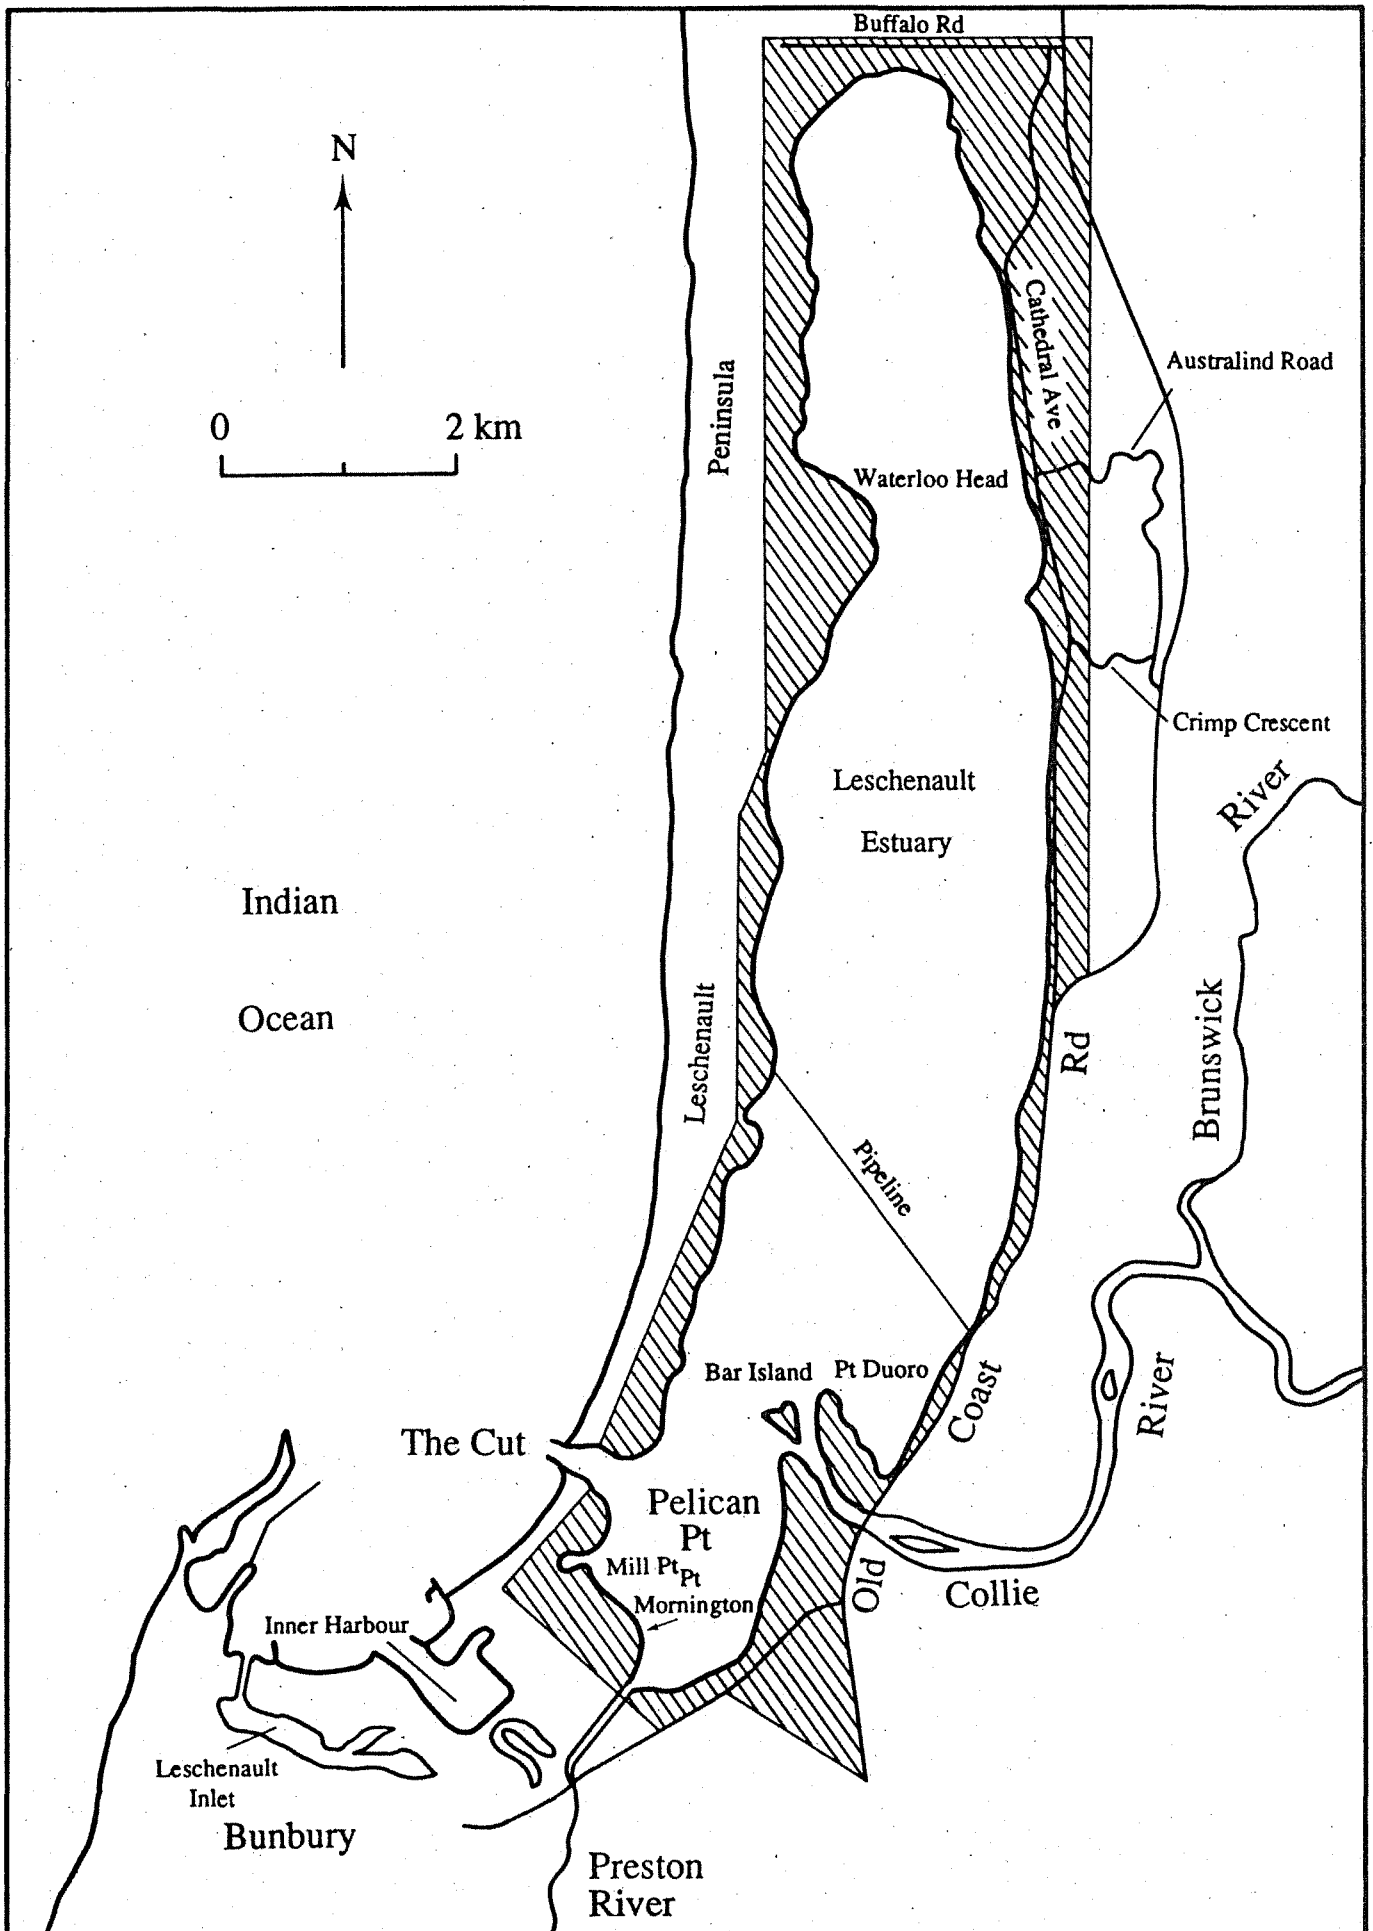 Buffalo Rd
N
Cathedral Ave
Australind Road
0 2 km
Peninsula
Waterloo Head
Crimp Crescent
Leschenault
Estuary
River
Indian
Ocean
Leschenault
Rd
Brunswick
Pipeline
Bar Island
Pt Duoro
Coast
River
The Cut
Pelican
Pt
Mill Pt
Pt
Mornington
Old
Collie
Inner Harbour
Leschenault
Inlet
Bunbury
Preston
River